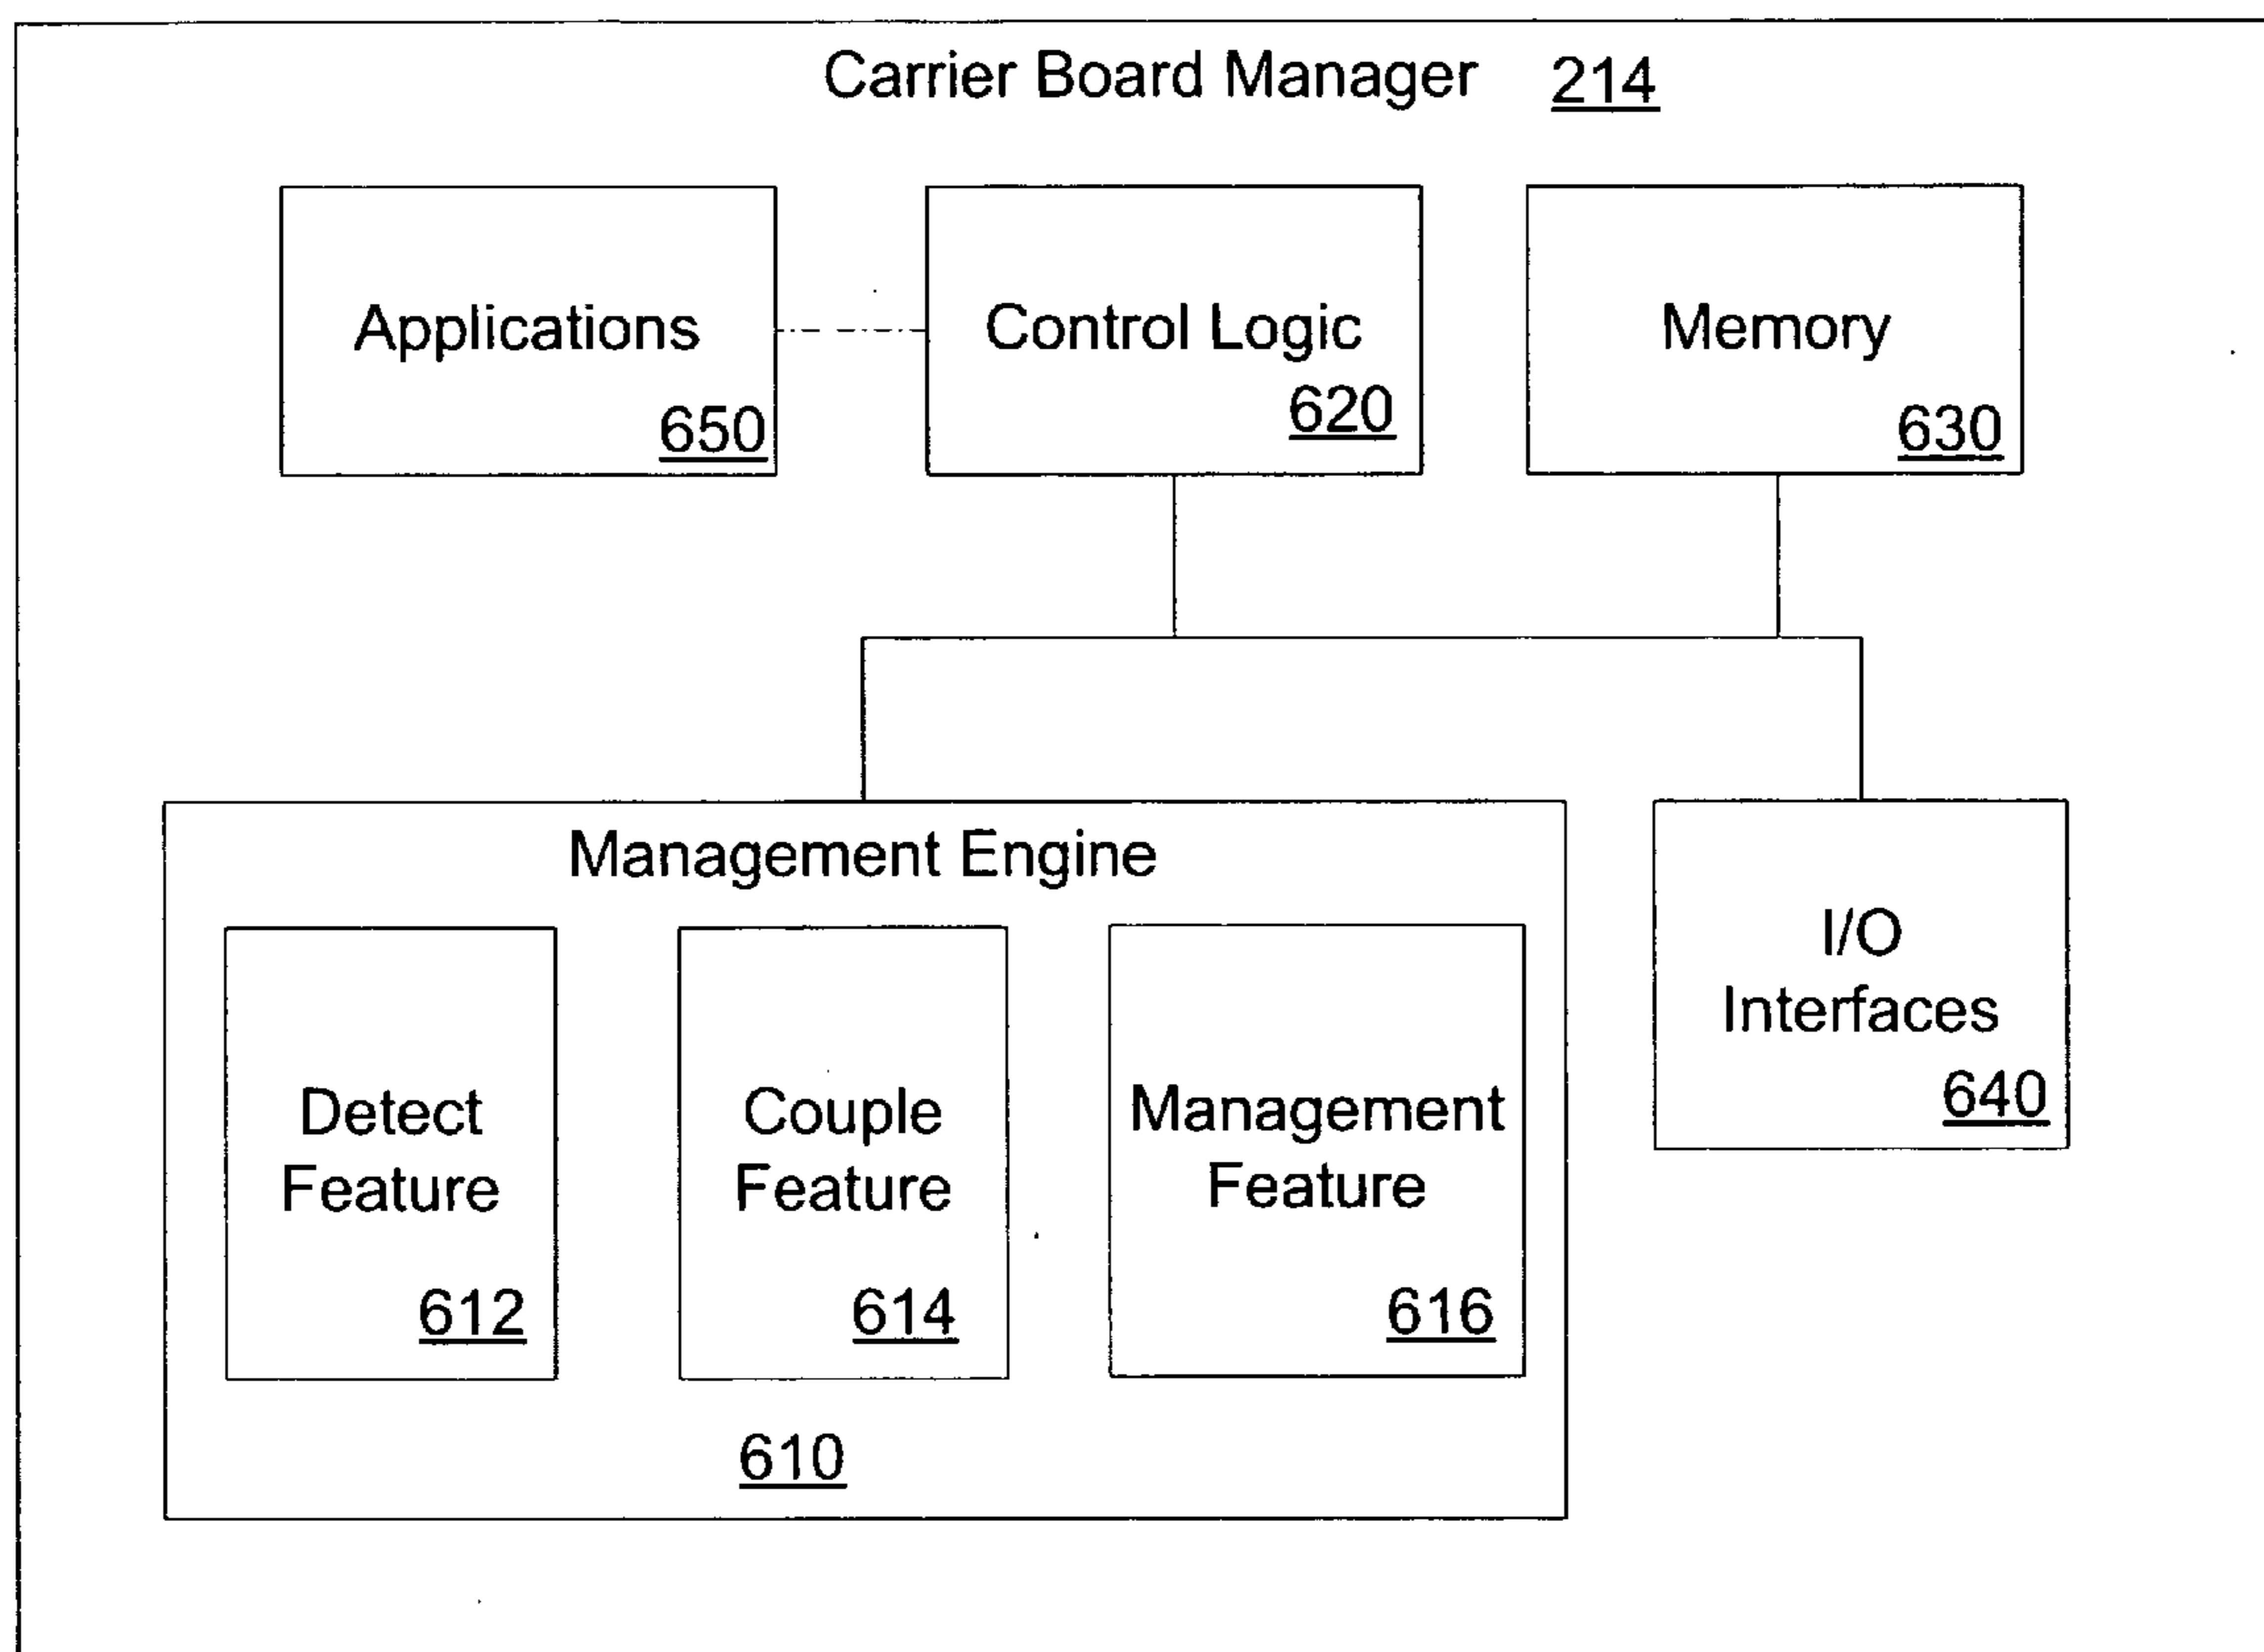 Carrier Board Manager 214
Applications
650
Control Logic
620
Memory
630
Management Engine
Detect
Feature
612
Couple
Feature
614
Management
Feature
616
610
I/O
Interfaces
640